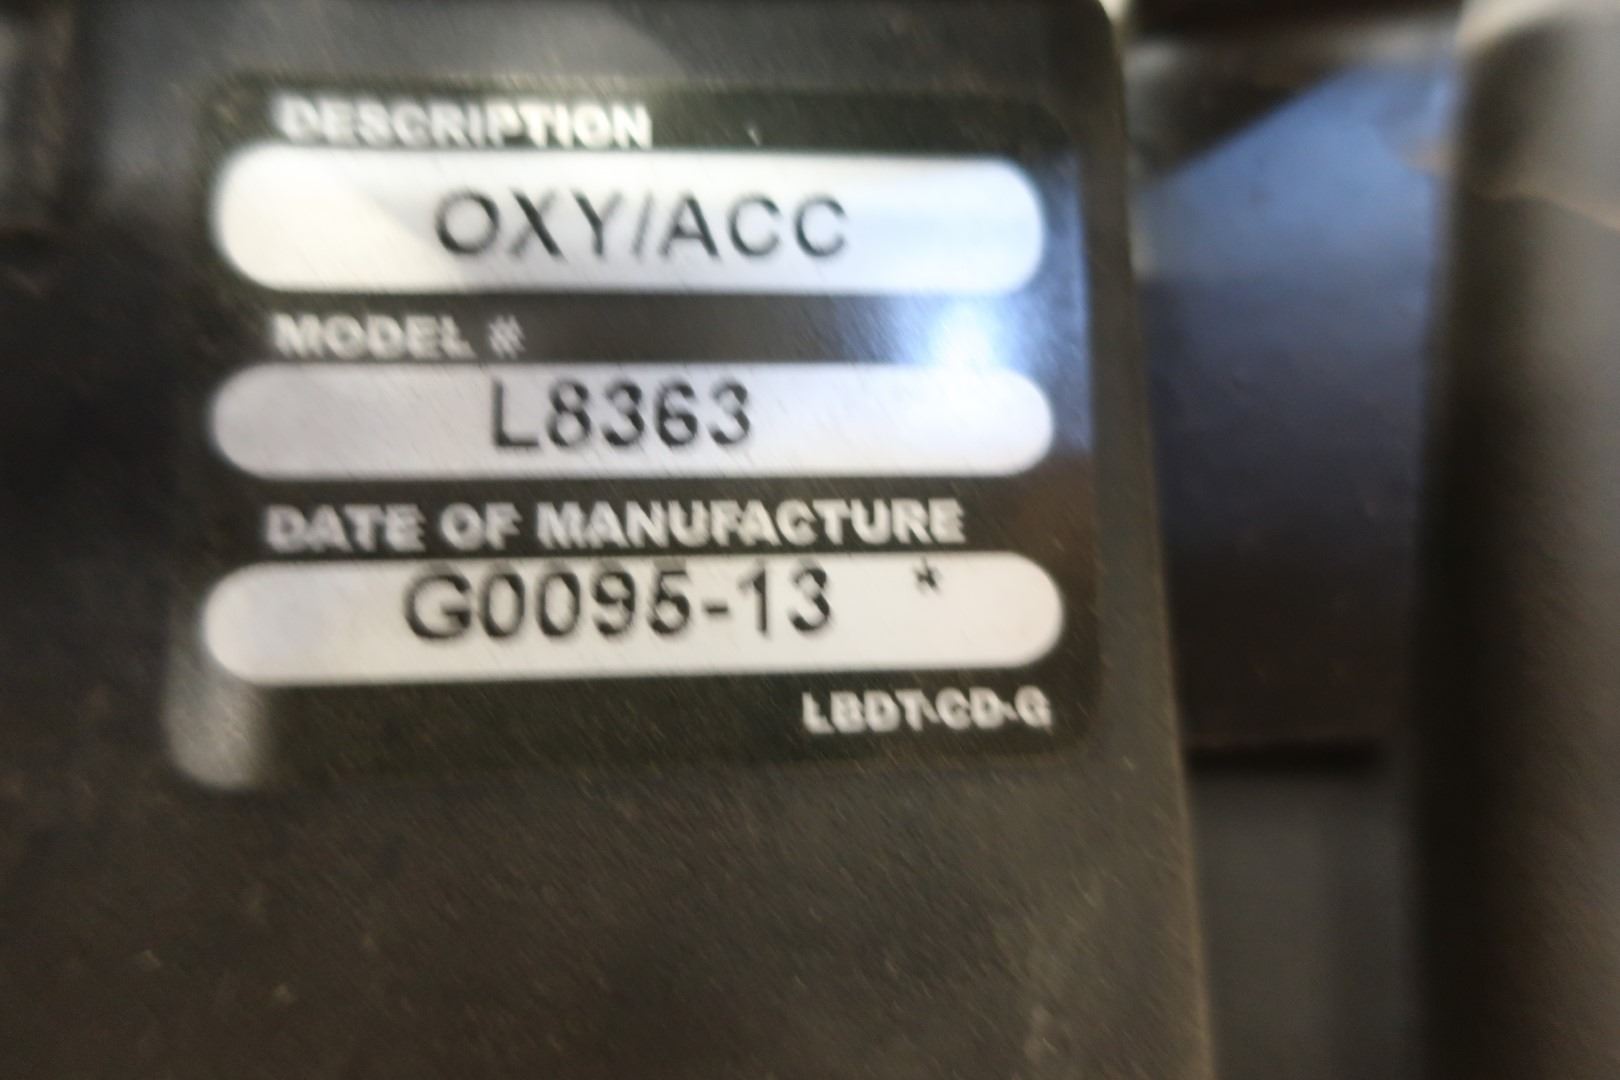 DESCRIPTION
OXY/ACC
MODEL #
L8363
DATE OF MANUFACTURE
G0095-13 *
LBDT-CD-G